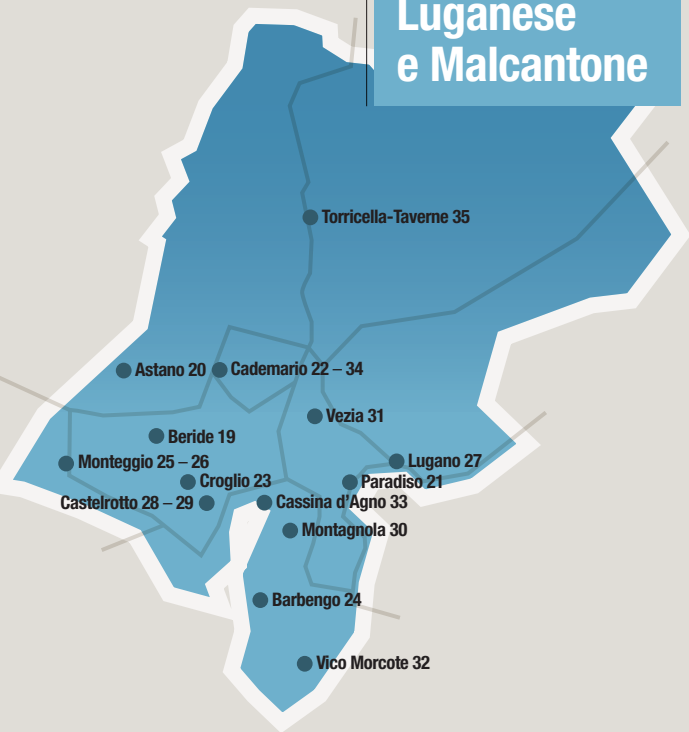 Luganese
e Malcantone
Torricella-Taverne 35
Astano 20
Cademario 22 – 34
Vezia 31
Beride 19
Monteggio 25 – 26
Lugano 27
Croglio 23
Paradiso 21
Castelrotto 28 – 29
Cassina d’Agno 33
Montagnola 30
Barbengo 24
Vico Morcote 32